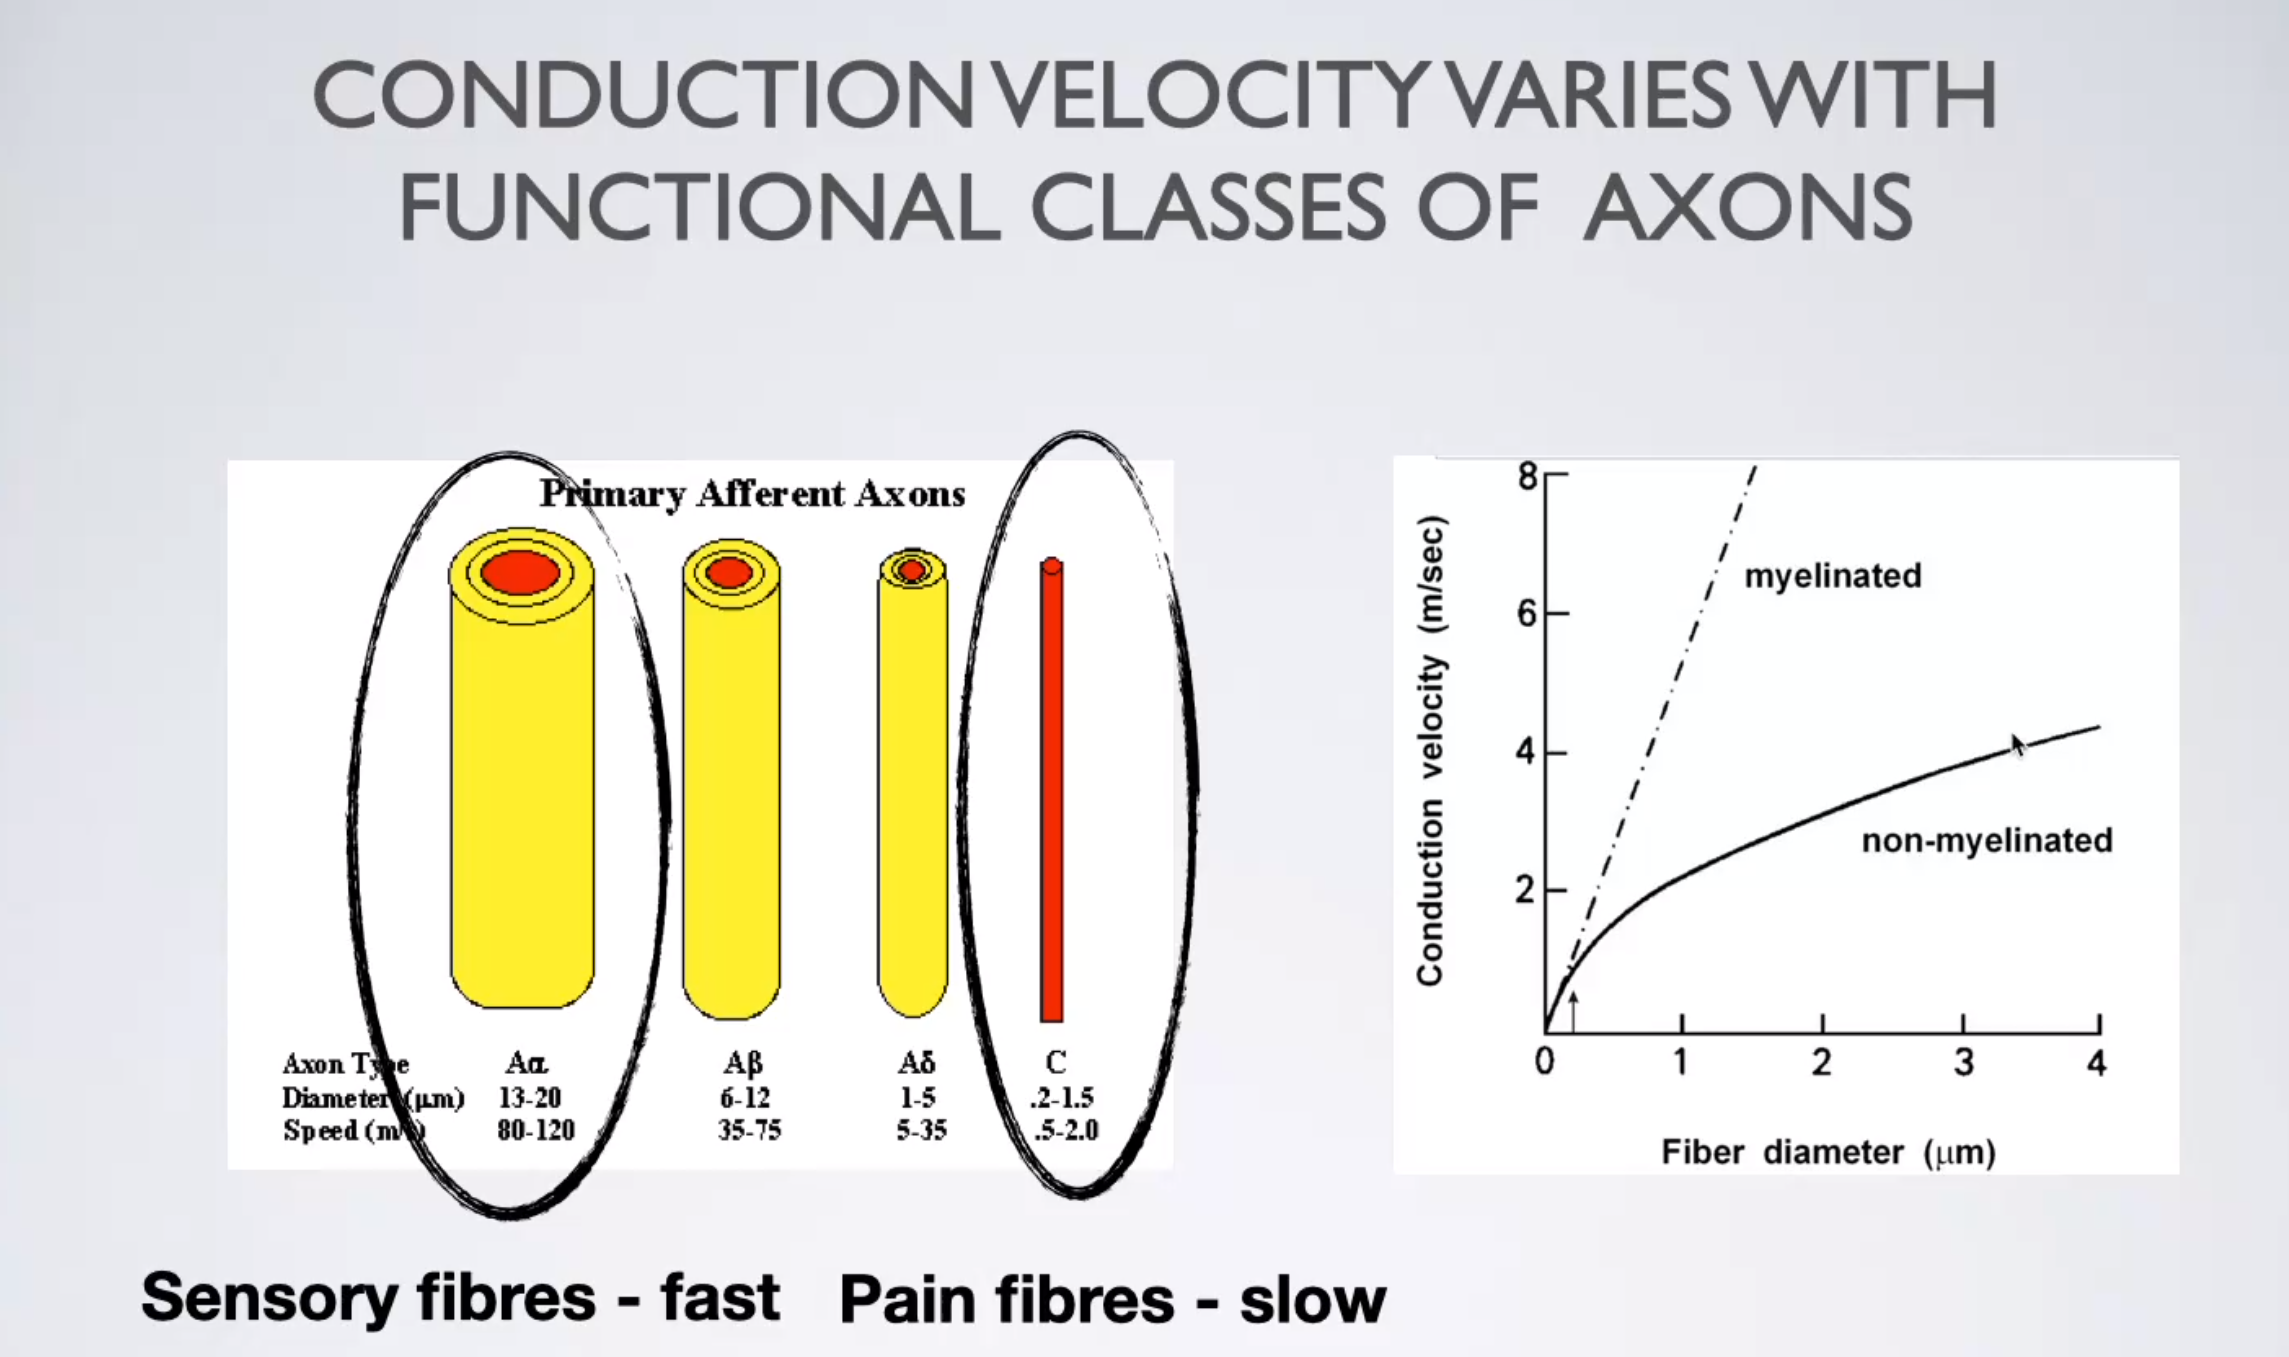 CONDUCTION VELOCITY VARIES WITH
FUNCTIONAL CLASSES OF AXONS
Primary Afferent Axons
Axon Type Aα Aβ Aδ C
Diameter (μm) 13-20 6-12 1-5 .2-1.5
Speed 80-120 35-75 5-35 .5-2.0
Conduction velocity (m/sec)
8
6
4
2
myelinated
non-myelinated
0 1 2 3 4
Fiber diameter (μm)
Sensory fibres - fast Pain fibres - slow